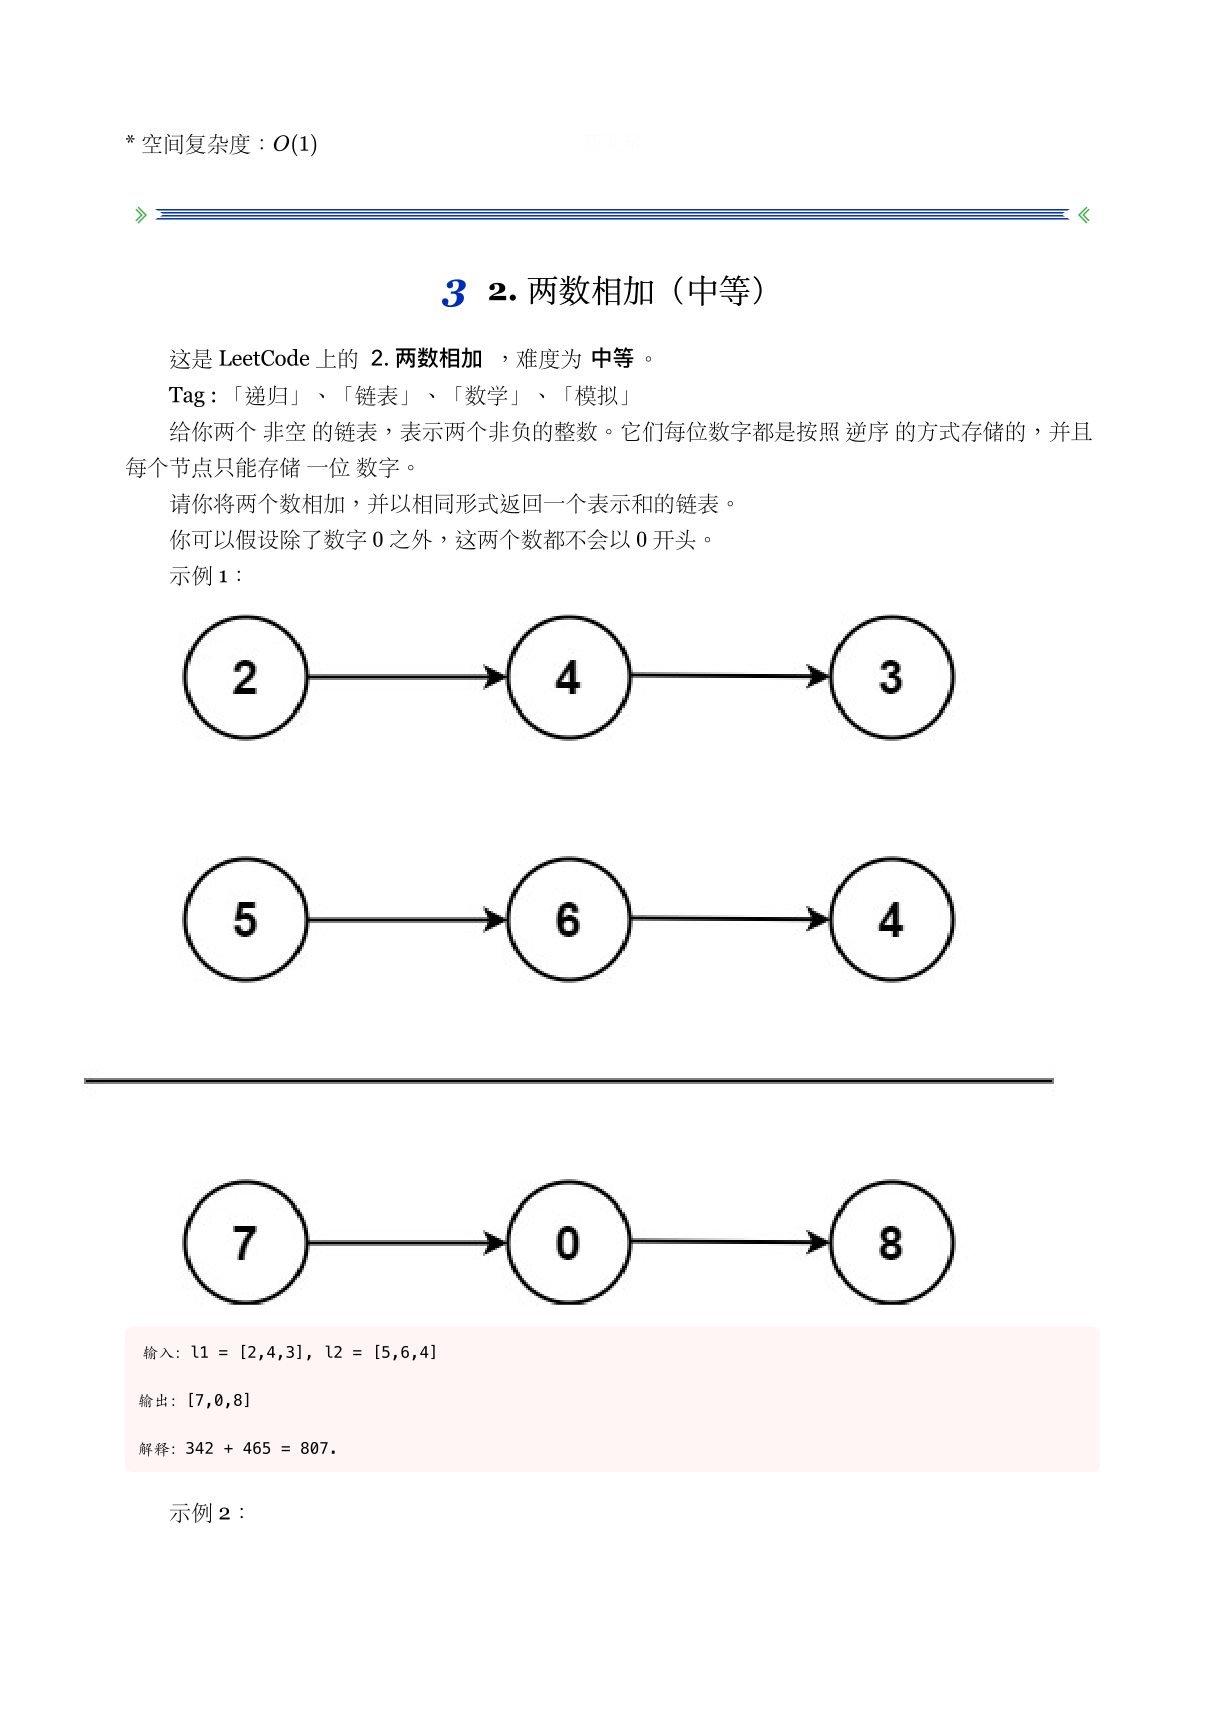 * 空间复杂度：O(1)
3 2. 两数相加（中等）
这是 LeetCode 上的 2. 两数相加 ，难度为 中等 。
Tag : 「递归」、「链表」、「数学」、「模拟」
给你两个 非空 的链表，表示两个非负的整数。它们每位数字都是按照 逆序 的方式存储的，并且
每个节点只能存储 一位 数字。
请你将两个数相加，并以相同形式返回一个表示和的链表。
你可以假设除了数字 0 之外，这两个数都不会以 0 开头。
示例 1：
2 4 3
5 6 4
7 0 8
输入: l1 = [2,4,3], l2 = [5,6,4]
输出: [7,0,8]
解释: 342 + 465 = 807.
示例 2：